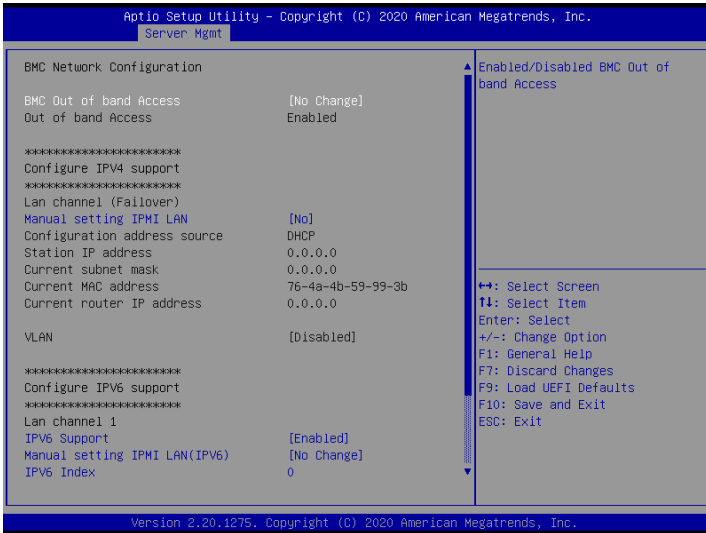 Aptio Setup Utility – Copyright (C) 2020 American Megatrends, Inc.
Server Mgmt
BMC Network Configuration
BMC Out of band Access [No Change]
Out of band Access Enabled
************************
Configure IPV4 support
************************
Lan channel (Failover)
Manual setting IPMI LAN [No]
Configuration address source DHCP
Station IP address 0.0.0.0
Current subnet mask 0.0.0.0
Current MAC address 76-4a-4b-59-99-3b
Current router IP address 0.0.0.0
VLAN [Disabled]
************************
Configure IPV6 support
************************
Lan channel 1
IPV6 Support [Enabled]
Manual setting IPMI LAN(IPV6) [No Change]
IPV6 Index 0
Enabled/Disabled BMC Out of
band Access
↔: Select Screen
↑↓: Select Item
Enter: Select
+/-: Change Option
F1: General Help
F7: Discard Changes
F9: Load UEFI Defaults
F10: Save and Exit
ESC: Exit
Version 2.20.1275. Copyright (C) 2020 American Megatrends, Inc.